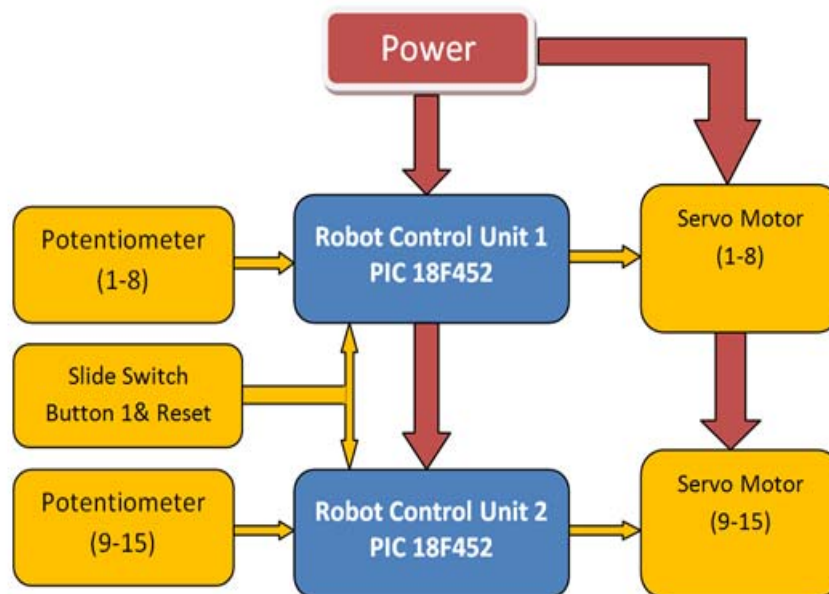 Power
Potentiometer
(1-8)
Robot Control Unit 1
PIC 18F452
Servo Motor
(1-8)
Slide Switch
Button 1& Reset
Potentiometer
(9-15)
Robot Control Unit 2
PIC 18F452
Servo Motor
(9-15)